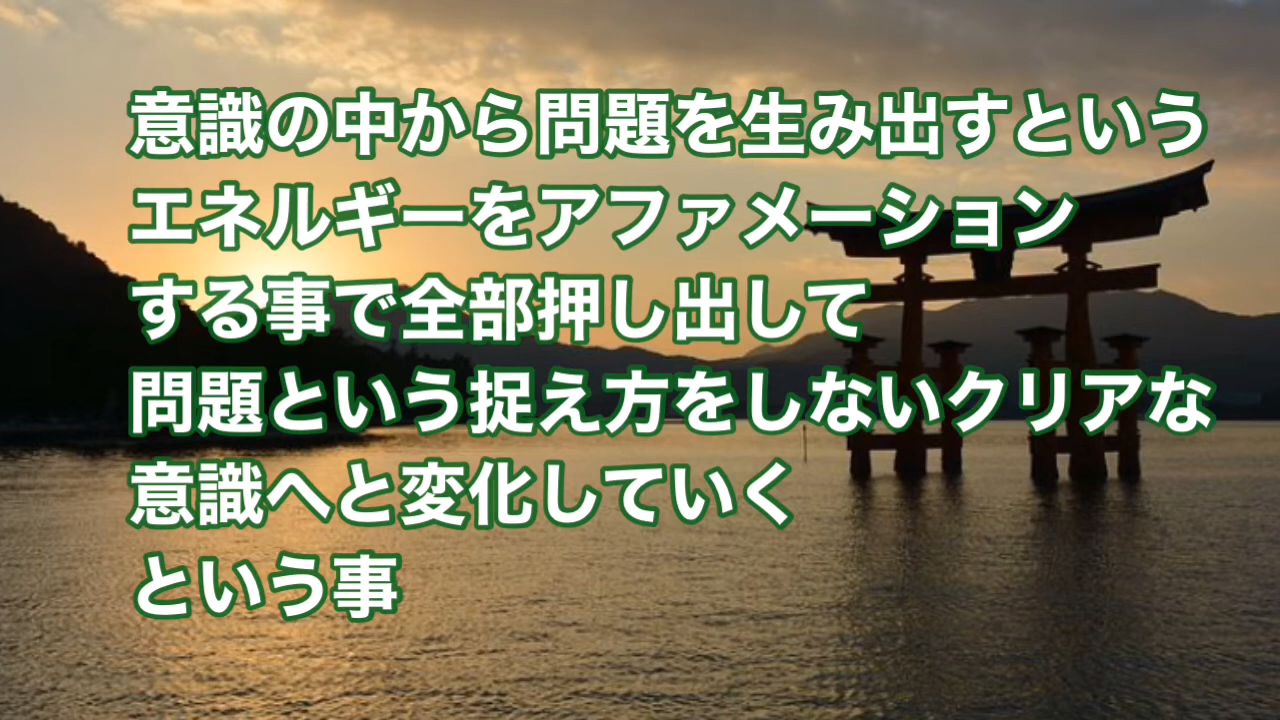 意識の中から問題を生み出すという
エネルギーをアファメーション
する事で全部押し出して
問題という捉え方をしないクリアな
意識へと変化していく
という事